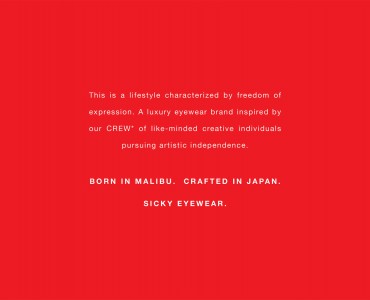 This is a lifestyle characterized by freedom of
expression. A luxury eyewear brand inspired by
our CREW* of like-minded creative individuals
pursuing artistic independence.
BORN IN MALIBU. CRAFTED IN JAPAN.
SICKY EYEWEAR.